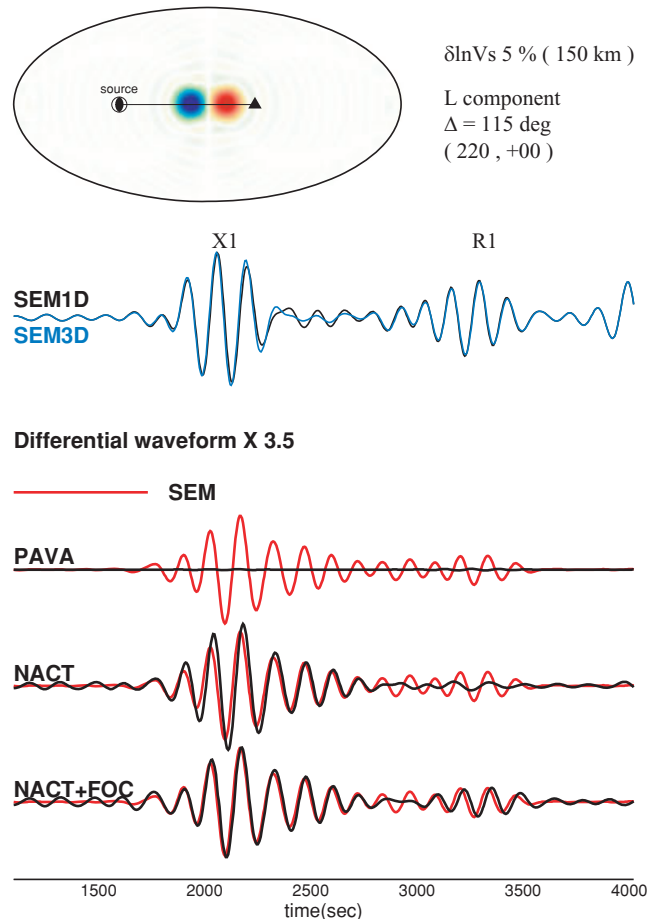 source
δlnVs 5 % ( 150 km )
L component
Δ = 115 deg
( 220 , +00 )
X1 R1
SEM1D
SEM3D
Differential waveform X 3.5
SEM
PAVA
NACT
NACT+FOC
1500 2000 2500 3000 3500 4000
time(sec)